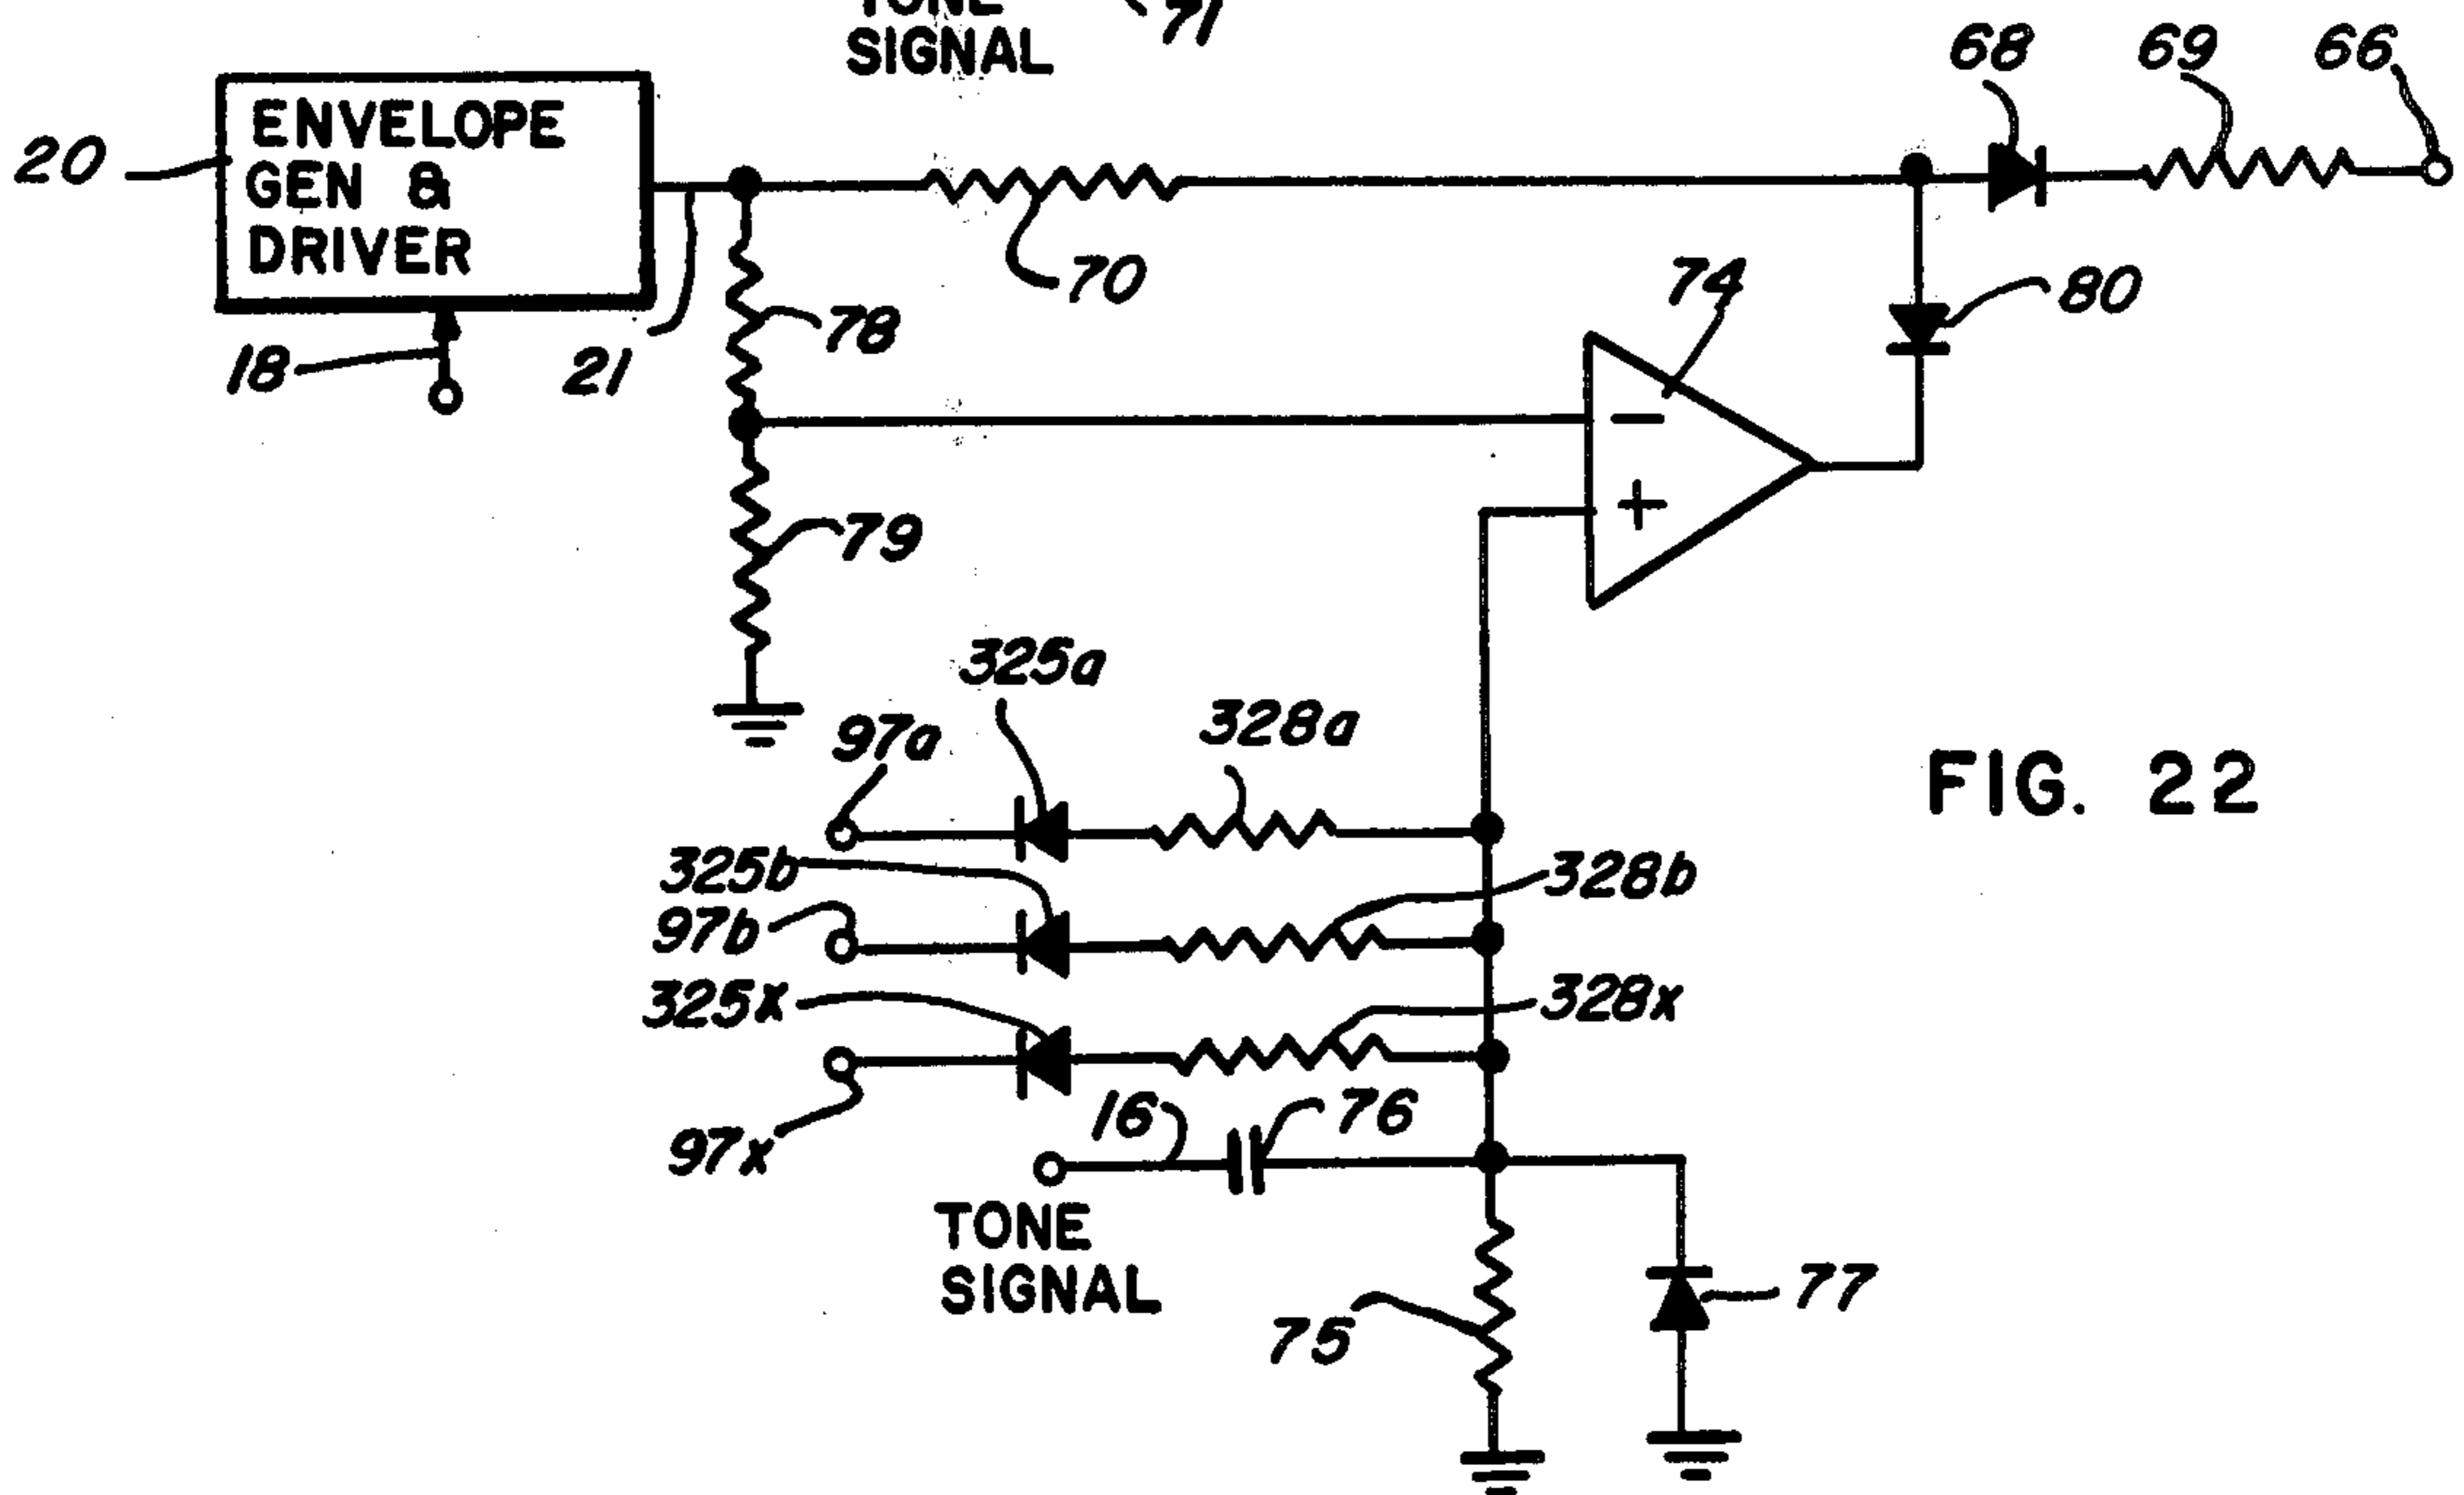 SIGNAL
71
68
69
66
20
ENVELOPE
GEN &
DRIVER
18
21
70
78
74
80
-
+
79
325a
97a
328a
FIG. 22
325b
328b
97b
325x
328x
16
76
97x
TONE
SIGNAL
75
77